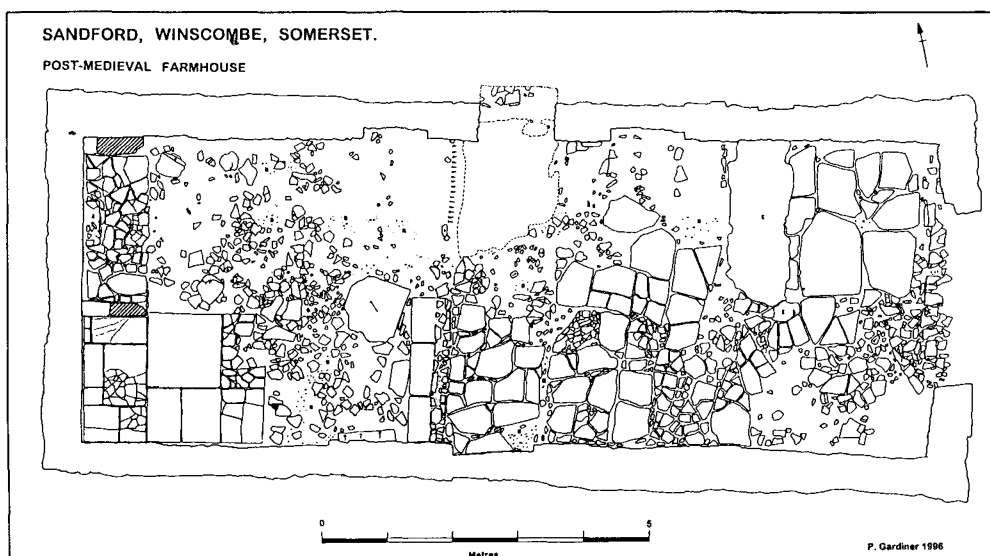 SANDFORD, WINSCOMBE, SOMERSET.
POST-MEDIEVAL FARMHOUSE
0 5
Metres
P. Gardiner 1996